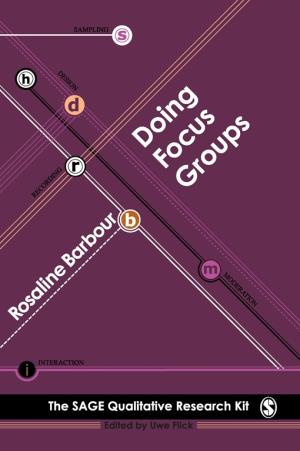 SAMPLING
s
h
DESIGN
d
Doing
Focus
Groups
RECORDING
r
Rosaline Barbour
b
m
MODERATION
i
INTERACTION
The SAGE Qualitative Research Kit
S
Edited by Uwe Flick